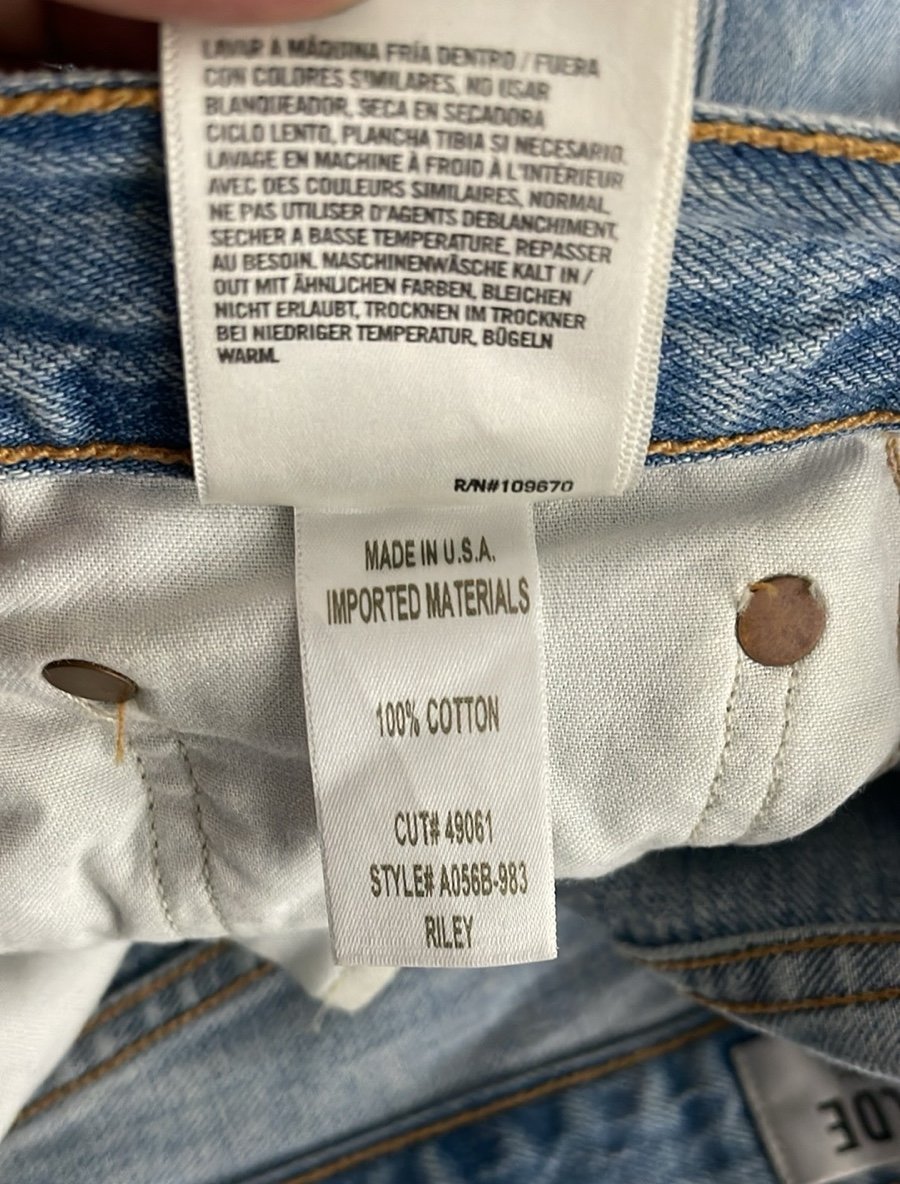 LAVAR A MÁQUINA FRÍA DENTRO / FUERA
CON COLORES SIMILARES, NO USAR
BLANQUEADOR, SECA EN SECADORA
CICLO LENTO, PLANCHA TIBIA SI NECESARIO.
LAVAGE EN MACHINE À FROID À L'INTÉRIEUR
AVEC DES COULEURS SIMILAIRES, NORMAL,
NE PAS UTILISER D'AGENTS DEBLANCHIMENT,
SECHER A BASSE TEMPERATURE, REPASSER
AU BESOIN. MASCHINENWÄSCHE KALT IN /
OUT MIT ÄHNLICHEN FARBEN, BLEICHEN
NICHT ERLAUBT, TROCKNEN IM TROCKNER
BEI NIEDRIGER TEMPERATUR, BÜGELN
WARM.
R/N#109670
MADE IN U.S.A.
IMPORTED MATERIALS
100% COTTON
CUT# 49061
STYLE# A056B-983
RILEY